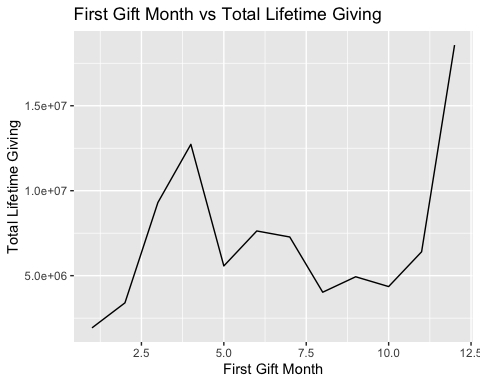 First Gift Month vs Total Lifetime Giving
Total Lifetime Giving
1.5e+07
1.0e+07
5.0e+06
2.5 5.0 7.5 10.0 12.5
First Gift Month